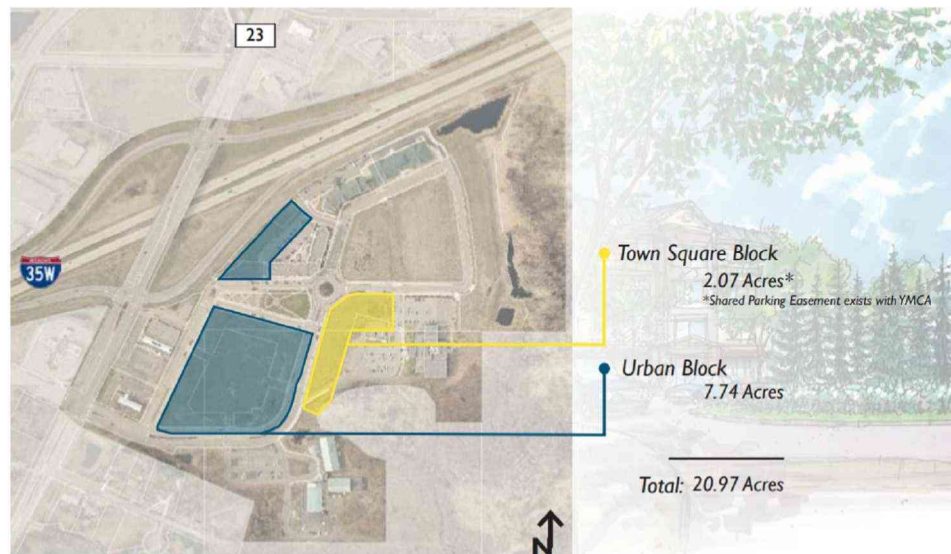 23
35W
Town Square Block
2.07 Acres*
*Shared Parking Easement exists with YMCA
Urban Block
7.74 Acres
Total: 20.97 Acres
N